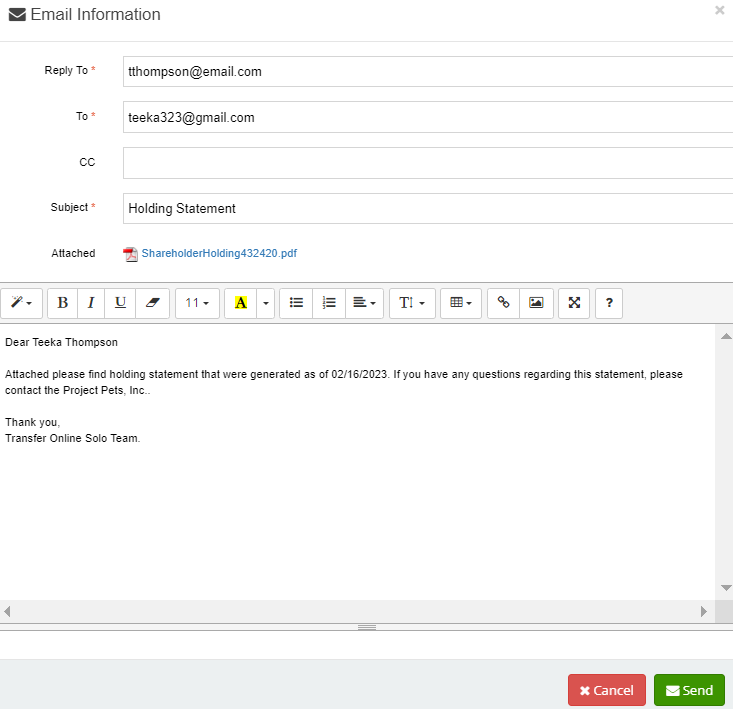 Email Information
×
Reply To *
tthompson@email.com
To *
teeka323@gmail.com
CC
Subject *
Holding Statement
Attached
ShareholderHolding432420.pdf
B I U 11 A T ?
Dear Teeka Thompson
Attached please find holding statement that were generated as of 02/16/2023. If you have any questions regarding this statement, please
contact the Project Pets, Inc..
Thank you,
Transfer Online Solo Team.
Cancel Send